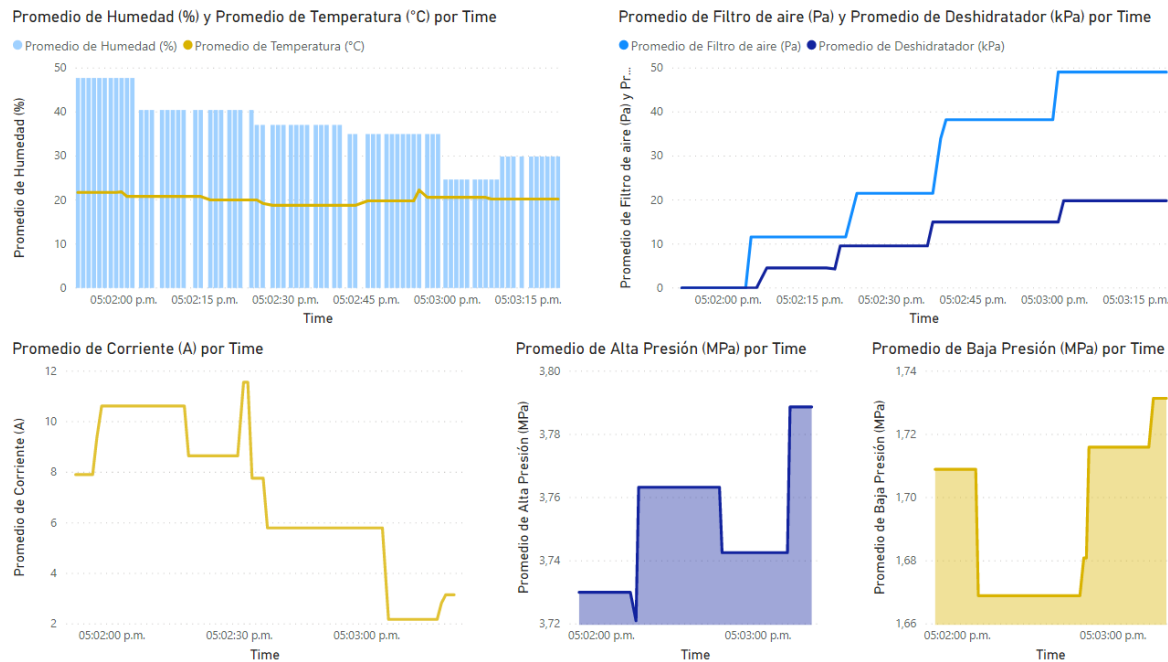 Promedio de Humedad (%) y Promedio de Temperatura (°C) por Time
Promedio de Humedad (%) Promedio de Temperatura (°C)
Promedio de Humedad (%)
50
40
30
20
10
0
05:02:00 p.m. 05:02:15 p.m. 05:02:30 p.m. 05:02:45 p.m. 05:03:00 p.m. 05:03:15 p.m.
Time
Promedio de Filtro de aire (Pa) y Promedio de Deshidratador (kPa) por Time
Promedio de Filtro de aire (Pa) Promedio de Deshidratador (kPa)
Promedio de Filtro de aire (Pa) y Pr...
50
40
30
20
10
0
05:02:00 p.m. 05:02:15 p.m. 05:02:30 p.m. 05:02:45 p.m. 05:03:00 p.m. 05:03:15 p.m.
Time
Promedio de Corriente (A) por Time
Promedio de Corriente (A)
12
10
8
6
4
2
05:02:00 p.m. 05:02:30 p.m. 05:03:00 p.m.
Time
Promedio de Alta Presión (MPa) por Time
Promedio de Alta Presión (MPa)
3,80
3,78
3,76
3,74
3,72
05:02:00 p.m. 05:03:00 p.m.
Time
Promedio de Baja Presión (MPa) por Time
Promedio de Baja Presión (MPa)
1,74
1,72
1,70
1,68
1,66
05:02:00 p.m. 05:03:00 p.m.
Time